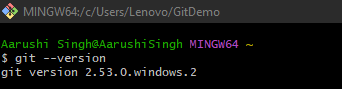 MINGW64:/c/Users/Lenovo/GitDemo
Aarushi Singh@AarushiSingh MINGW64 ~
$ git --version
git version 2.53.0.windows.2